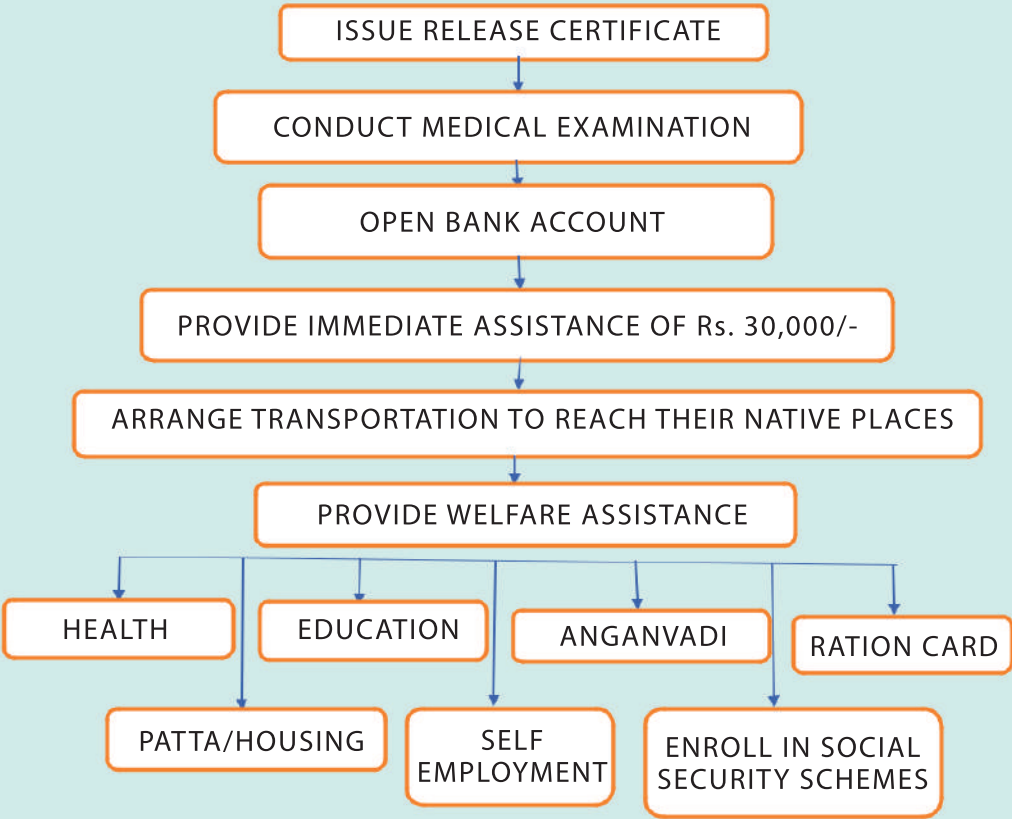 ISSUE RELEASE CERTIFICATE
CONDUCT MEDICAL EXAMINATION
OPEN BANK ACCOUNT
PROVIDE IMMEDIATE ASSISTANCE OF Rs. 30,000/-
ARRANGE TRANSPORTATION TO REACH THEIR NATIVE PLACES
PROVIDE WELFARE ASSISTANCE
HEALTH
EDUCATION
ANGANVADI
RATION CARD
PATTA/HOUSING
SELF
EMPLOYMENT
ENROLL IN SOCIAL
SECURITY SCHEMES